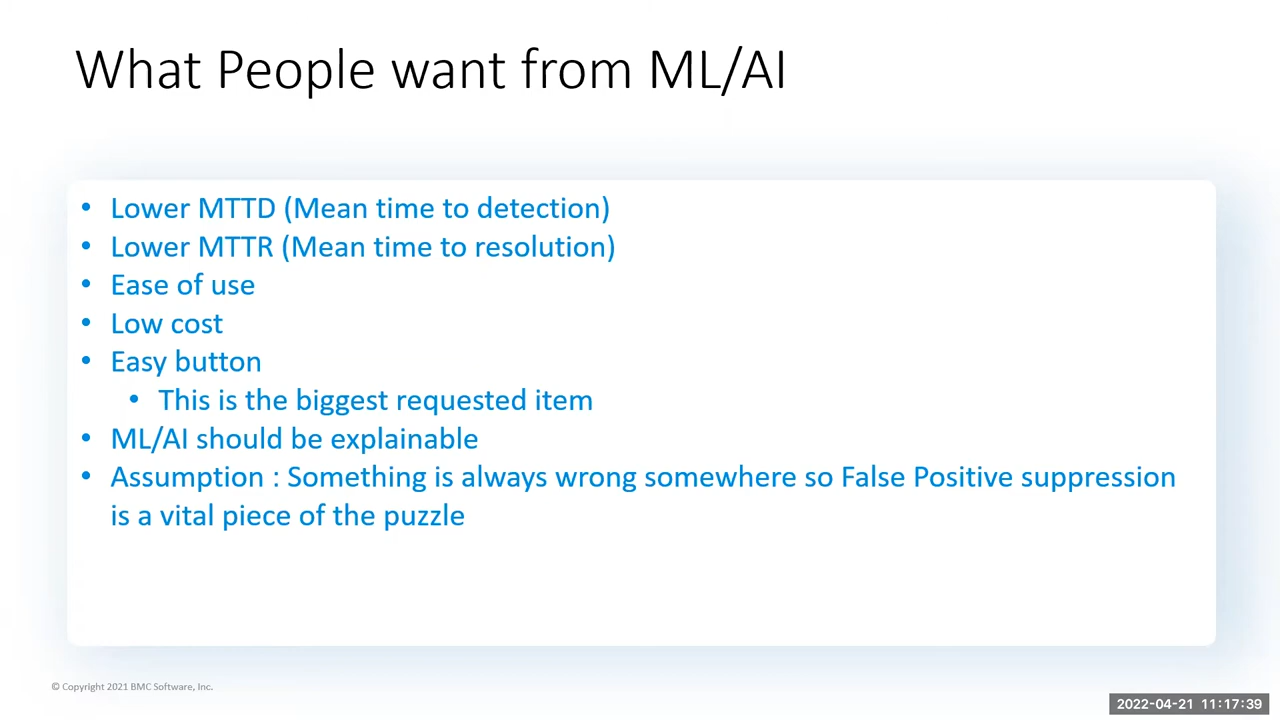 What People want from ML/AI
• Lower MTTD (Mean time to detection)
• Lower MTTR (Mean time to resolution)
• Ease of use
• Low cost
• Easy button
• This is the biggest requested item
• ML/AI should be explainable
• Assumption : Something is always wrong somewhere so False Positive suppression
is a vital piece of the puzzle
© Copyright 2021 BMC Software, Inc.
2022-04-21 11:17:39